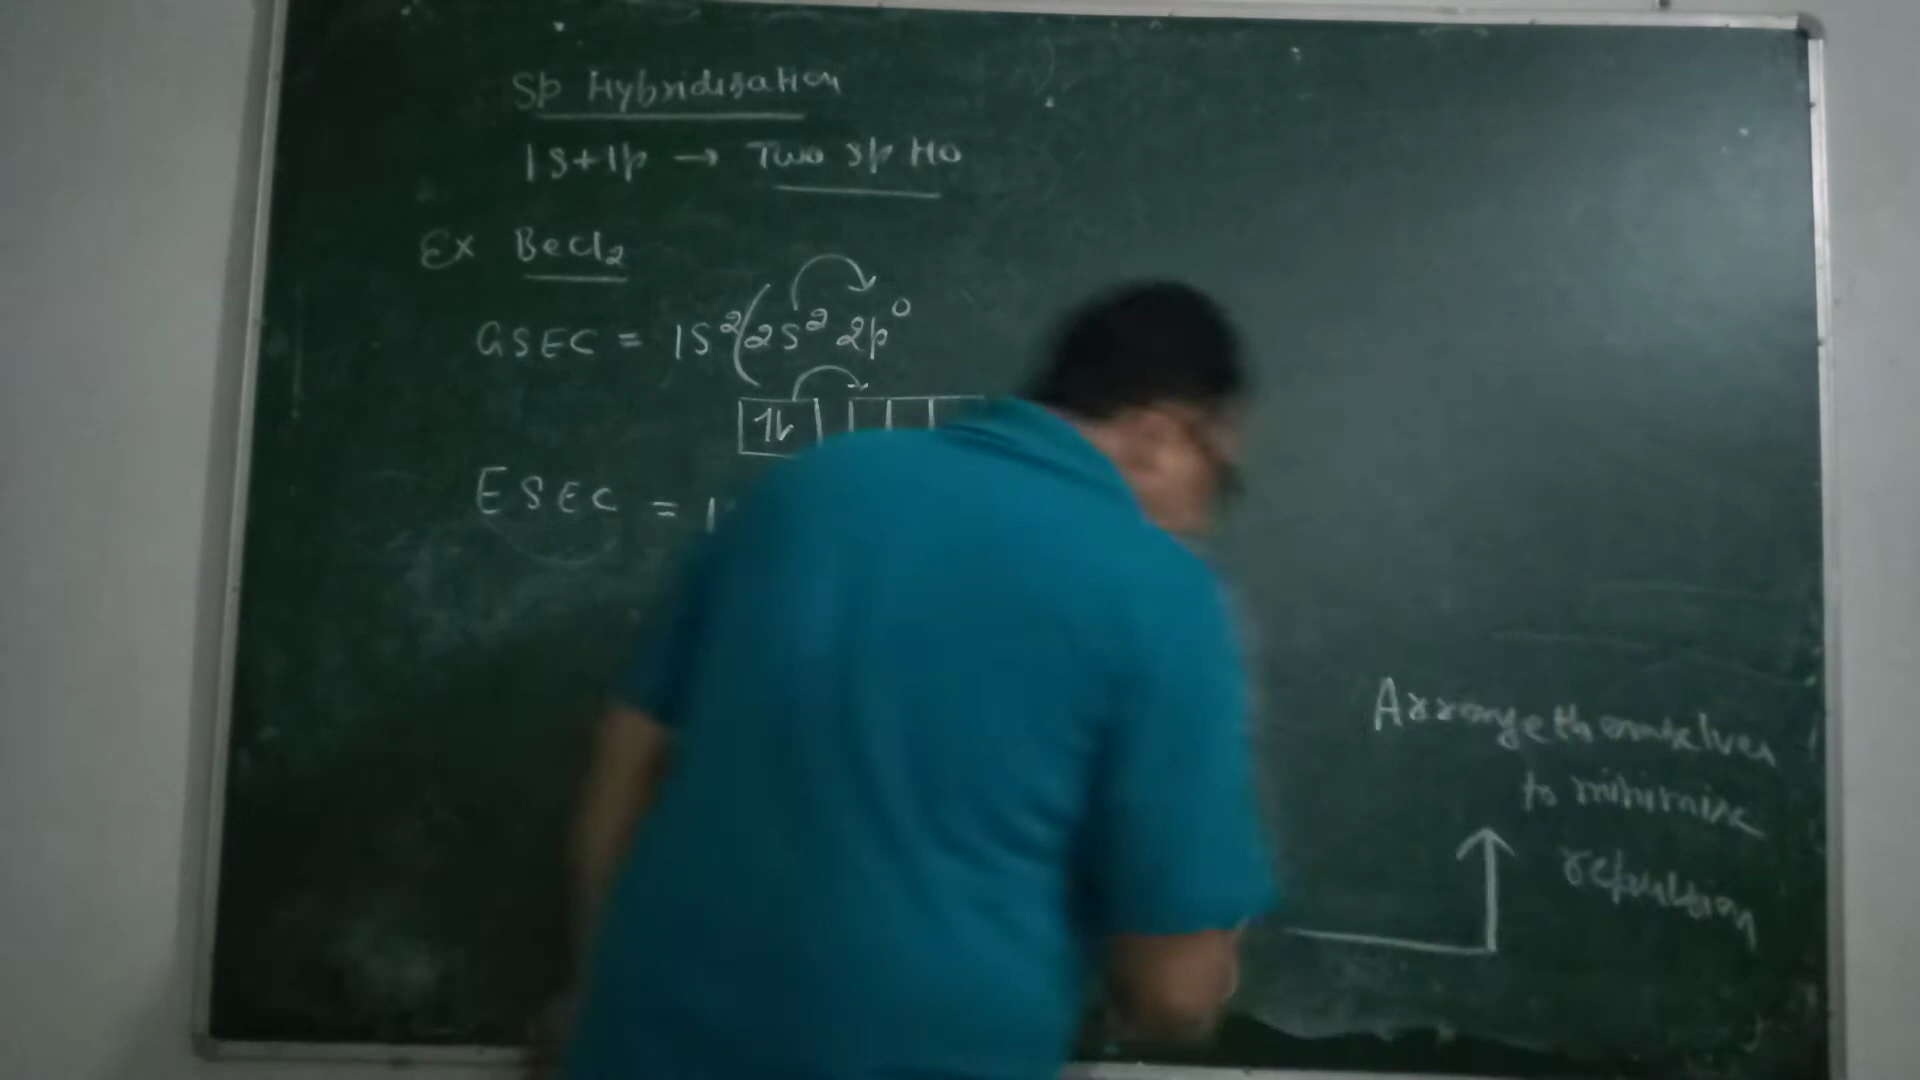 Sp Hybridisation
1s+1p → Two sp HO
Ex BeCl₂
GSEC = 1s² (2s² 2p⁰
1↓
ESEC = 1
Arrange themselves
to minimise
repulsion